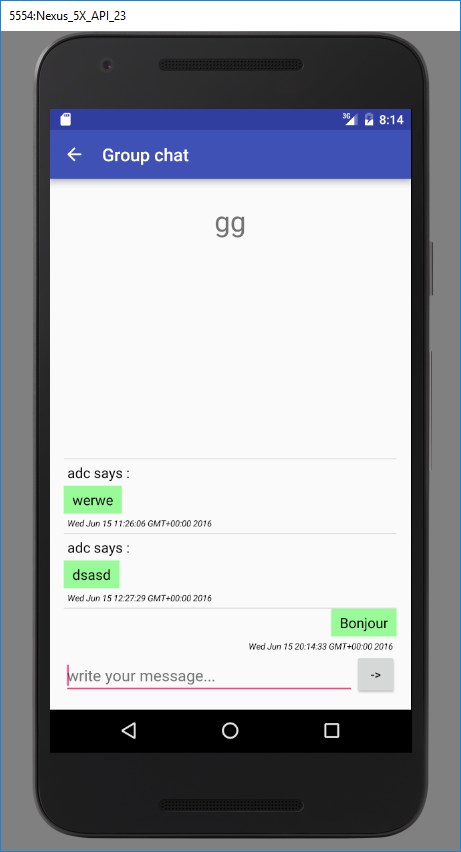 5554:Nexus_5X_API_23
3G 8:14
Group chat
gg
adc says :
werwe
Wed Jun 15 11:26:06 GMT+00:00 2016
adc says :
dsasd
Wed Jun 15 12:27:29 GMT+00:00 2016
Bonjour
Wed Jun 15 20:14:33 GMT+00:00 2016
write your message...
->